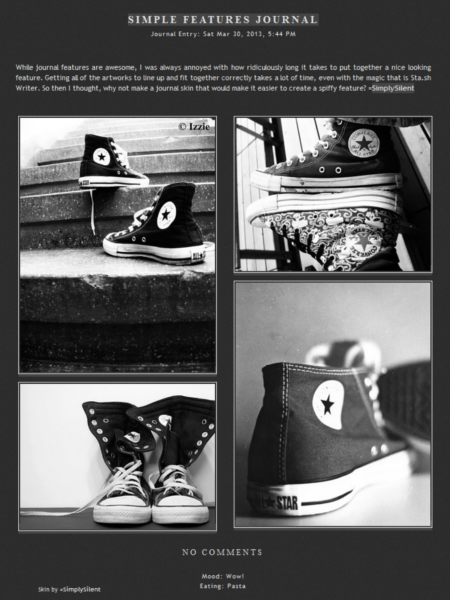 SIMPLE FEATURES JOURNAL
Journal Entry: Sat Mar 30, 2013, 5:44 PM
While journal features are awesome, I was always annoyed with how ridiculously long it takes to put together a nice looking
feature. Getting all of the artworks to line up and fit together correctly takes a lot of time, even with the magic that is Sta.sh
Writer. So then I thought, why not make a journal skin that would make it easier to create a spiffy feature? =SimplySilent
© Izzie
ALL STAR
NO COMMENTS
Mood: Wow!
Eating: Pasta
Skin by =SimplySilent